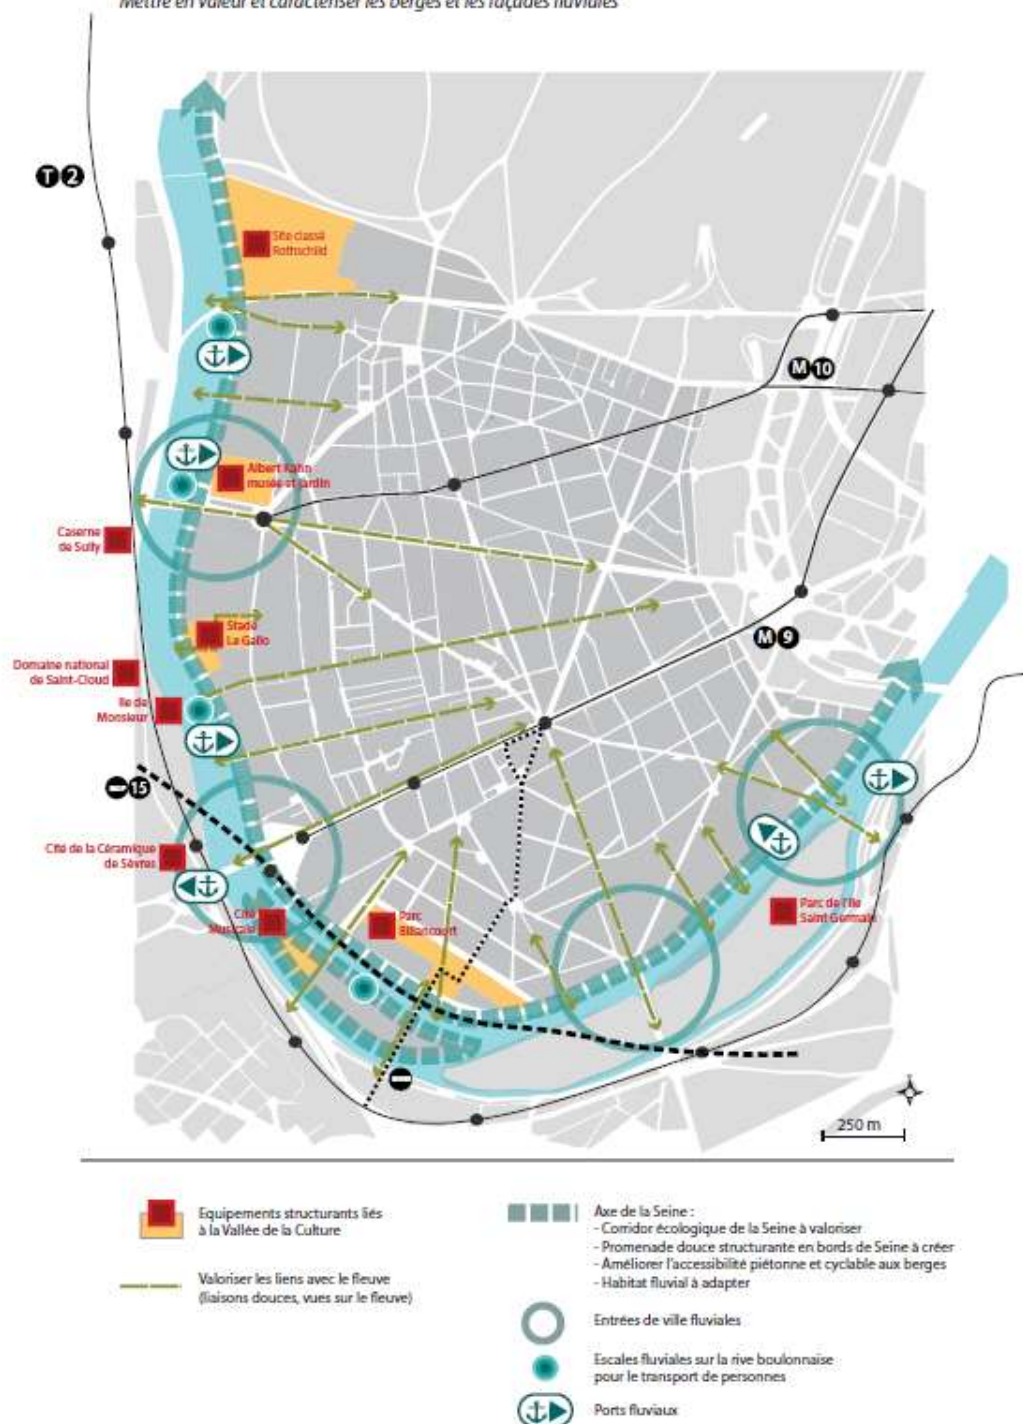 Mettre en valeur et caractériser les berges et les façades fluviales
T 2
Site classé
Rothschild
M 10
Albert Kahn
musée et jardin
Caserne
de Sully
Stade
Le Gallo
M 9
Domaine national
de Saint-Cloud
Ile de
Monsieur
15
Cité de la Céramique
de Sèvres
Cité
Musicale
Parc
Billancourt
Parc de l'Ile
Saint Germain
250 m
Equipements structurants liés
à la Vallée de la Culture
Valoriser les liens avec le fleuve
(liaisons douces, vues sur le fleuve)
Axe de la Seine :
- Corridor écologique de la Seine à valoriser
- Promenade douce structurante en bords de Seine à créer
- Améliorer l'accessibilité piétonne et cyclable aux berges
- Habitat fluvial à adapter
Entrées de ville fluviales
Escales fluviales sur la rive boulonnaise
pour le transport de personnes
Ports fluviaux